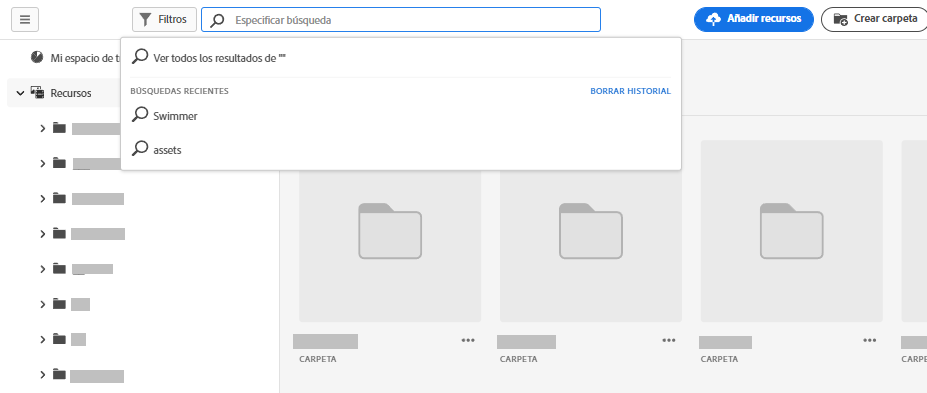 Filtros
Especificar búsqueda
Añadir recursos
Crear carpeta
Mi espacio de t
Ver todos los resultados de ""
Recursos
BÚSQUEDAS RECIENTES
BORRAR HISTORIAL
Swimmer
assets
CARPETA
CARPETA
CARPETA
CARPE